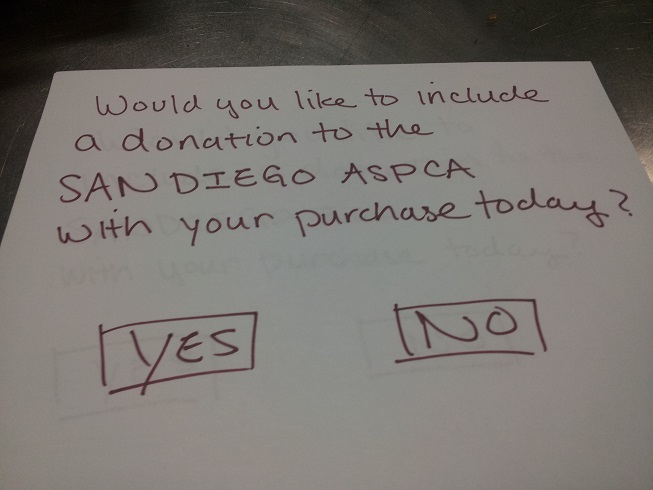 Would you like to include
a donation to the
SAN DIEGO ASPCA
with your purchase today?
YES NO